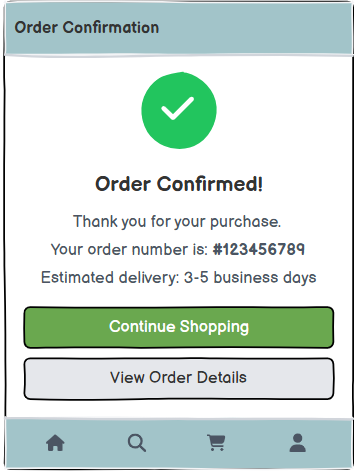 Order Confirmation
Order Confirmed!
Thank you for your purchase.
Your order number is: #123456789
Estimated delivery: 3-5 business days
Continue Shopping
View Order Details